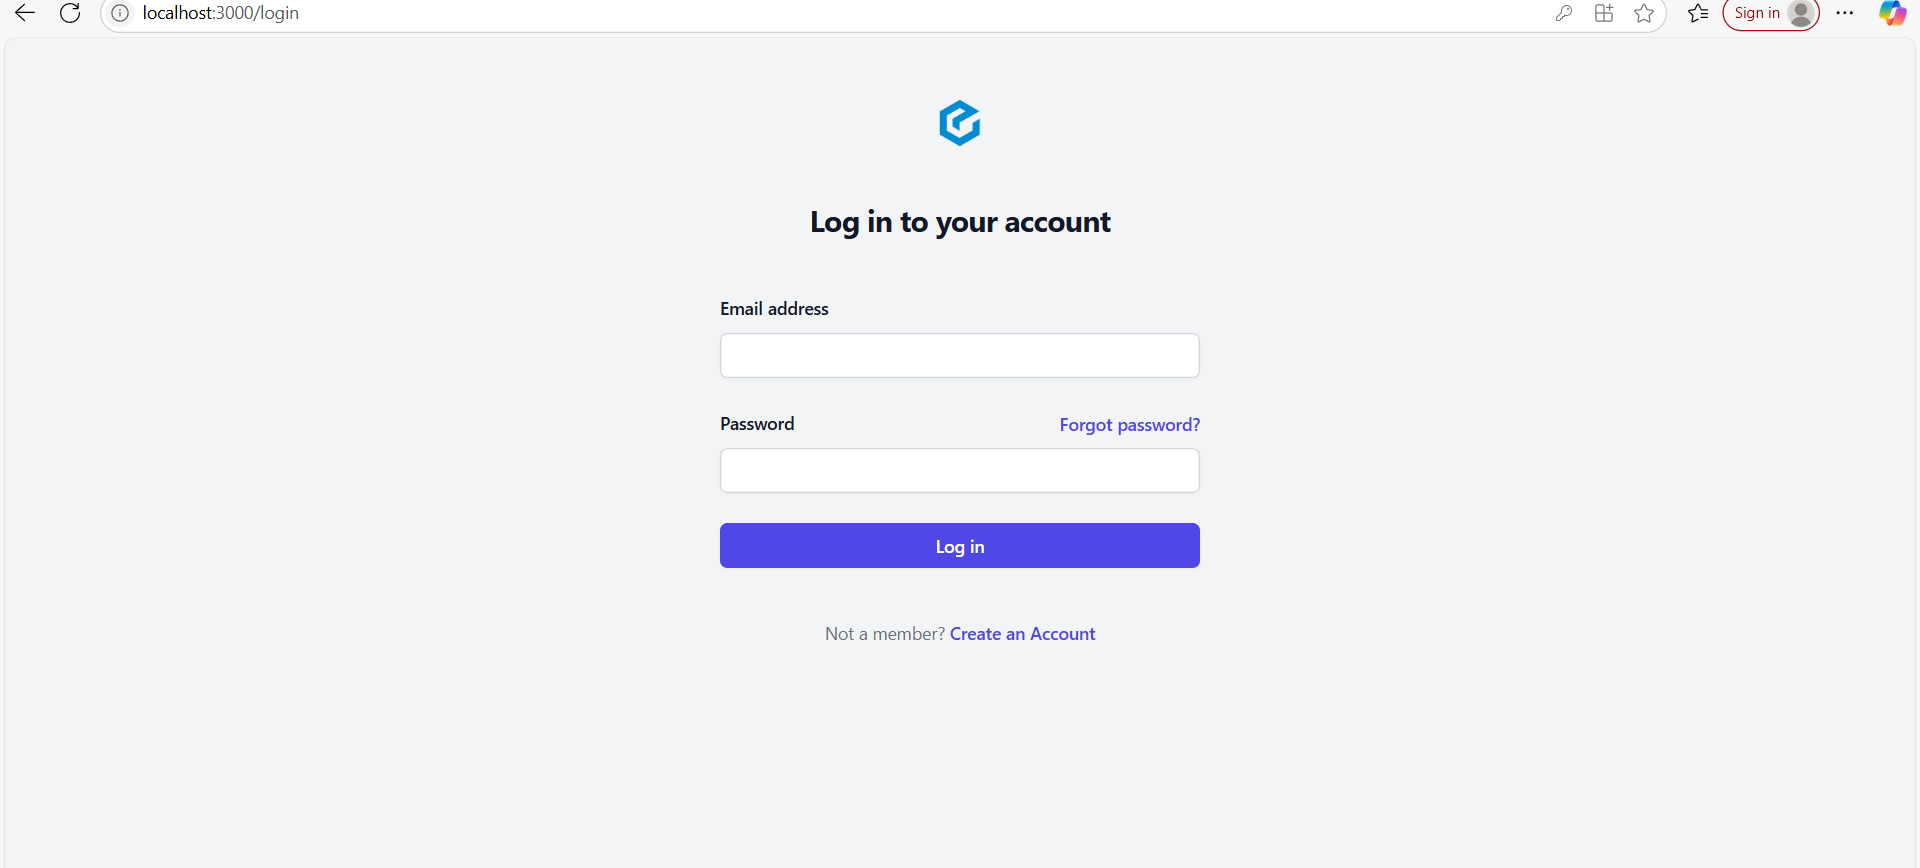 localhost:3000/login
Sign in
Log in to your account
Email address
Password
Forgot password?
Log in
Not a member? Create an Account